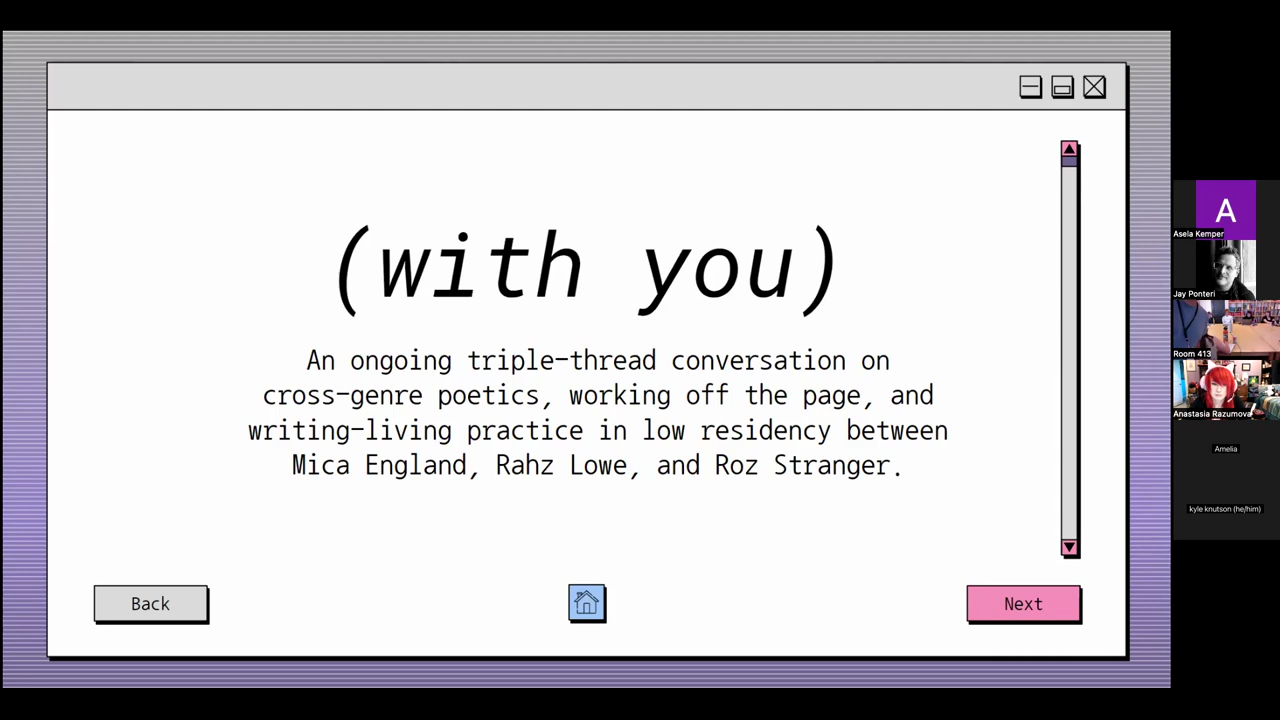 (with you)
An ongoing triple-thread conversation on
cross-genre poetics, working off the page, and
writing-living practice in low residency between
Mica England, Rahz Lowe, and Roz Stranger.
Back
Next
A
Asela Kemper
Jay Ponteri
Room 413
Anastasia Razumova
Amelia
kyle knutson (he/him)